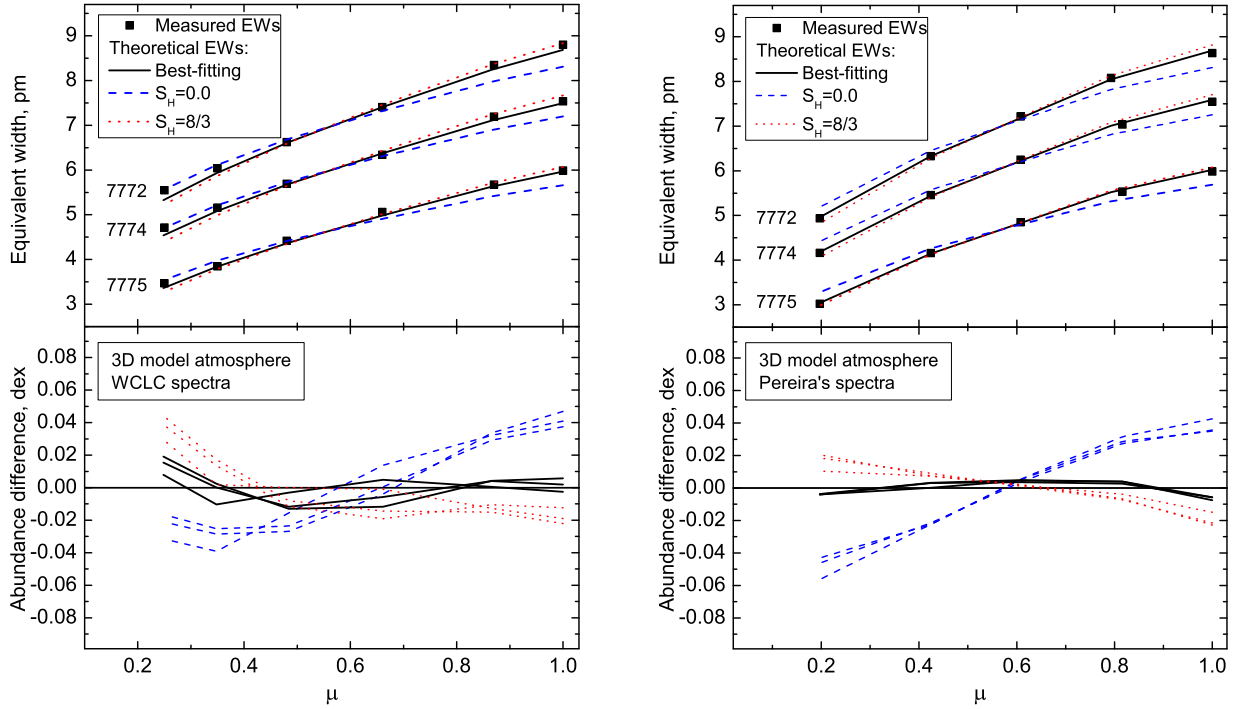 Measured EWs
Theoretical EWs:
Best-fitting
S_H=0.0
S_H=8/3
Equivalent width, pm
9
8
7
6
5
4
3
7772
7774
7775
3D model atmosphere
WCLC spectra
Abundance difference, dex
0.08
0.06
0.04
0.02
0.00
-0.02
-0.04
-0.06
-0.08
0.2
0.4
0.6
0.8
1.0
μ
Measured EWs
Theoretical EWs:
Best-fitting
S_H=0.0
S_H=8/3
Equivalent width, pm
9
8
7
6
5
4
3
7772
7774
7775
3D model atmosphere
Pereira's spectra
Abundance difference, dex
0.08
0.06
0.04
0.02
0.00
-0.02
-0.04
-0.06
-0.08
0.2
0.4
0.6
0.8
1.0
μ